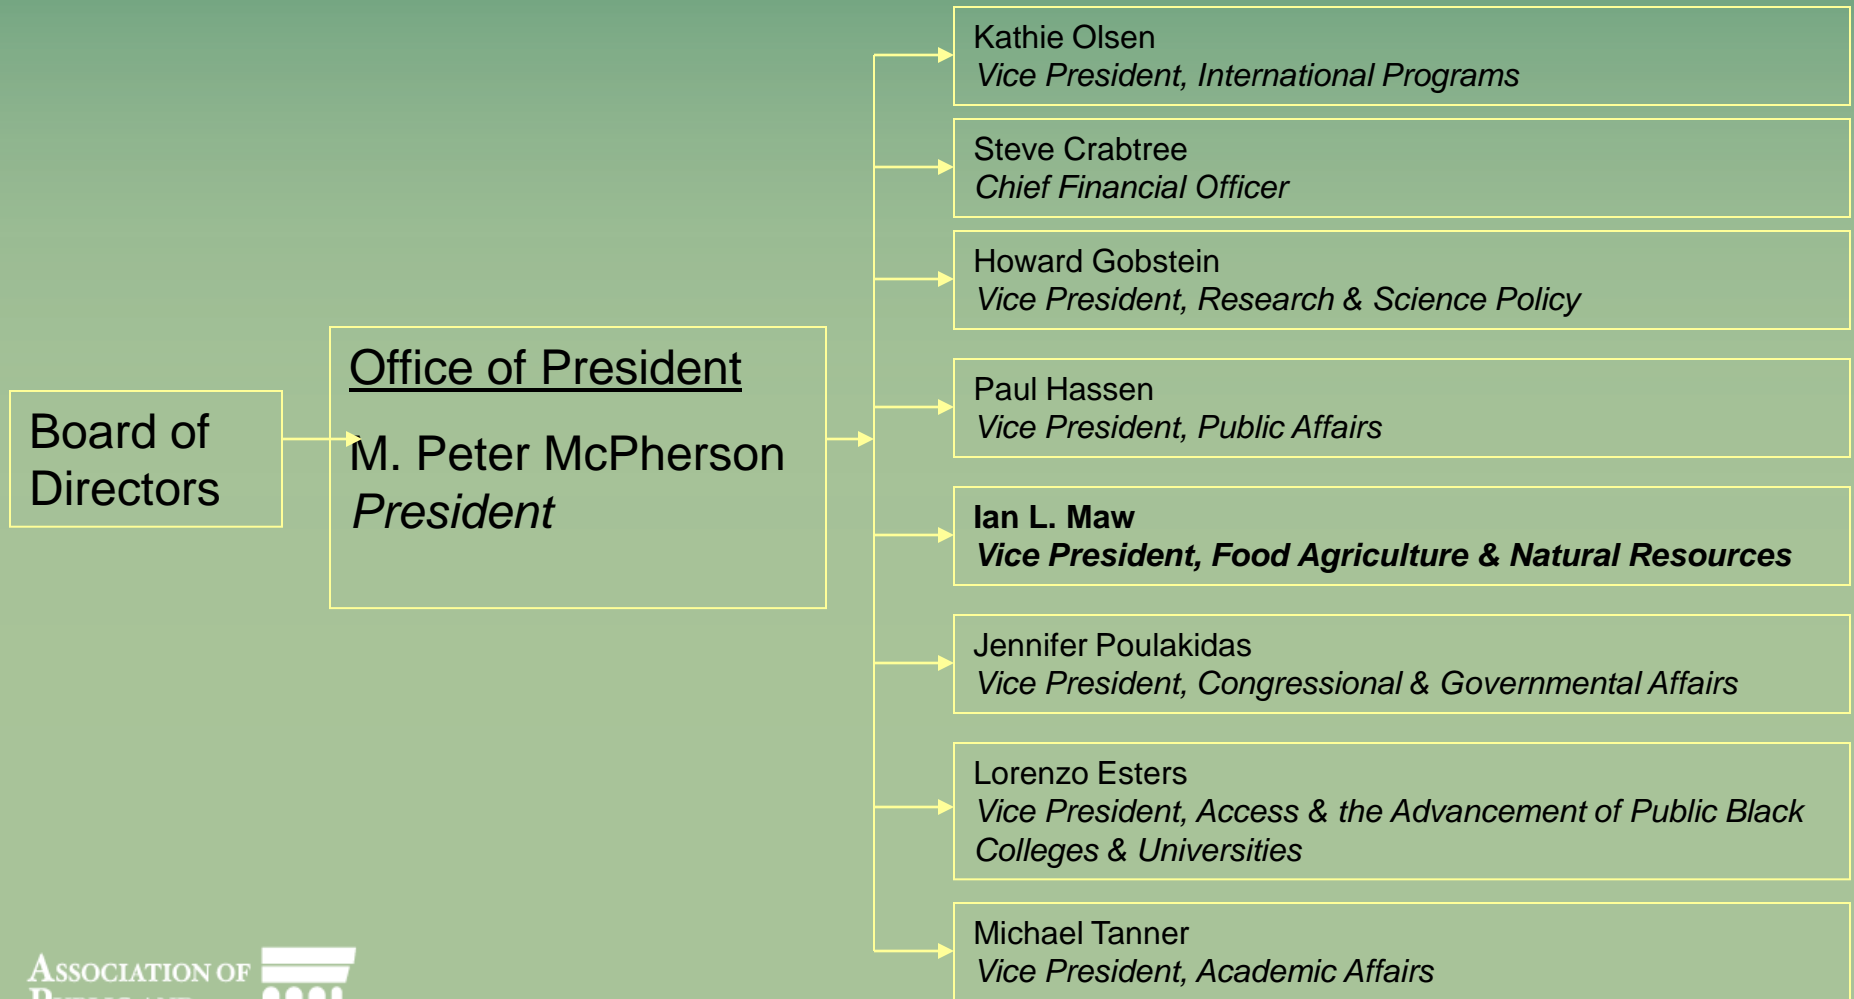 Board of
Directors
Office of President
M. Peter McPherson
President
Kathie Olsen
Vice President, International Programs
Steve Crabtree
Chief Financial Officer
Howard Gobstein
Vice President, Research & Science Policy
Paul Hassen
Vice President, Public Affairs
Ian L. Maw
Vice President, Food Agriculture & Natural Resources
Jennifer Poulakidas
Vice President, Congressional & Governmental Affairs
Lorenzo Esters
Vice President, Access & the Advancement of Public Black
Colleges & Universities
Michael Tanner
Vice President, Academic Affairs
ASSOCIATION OF